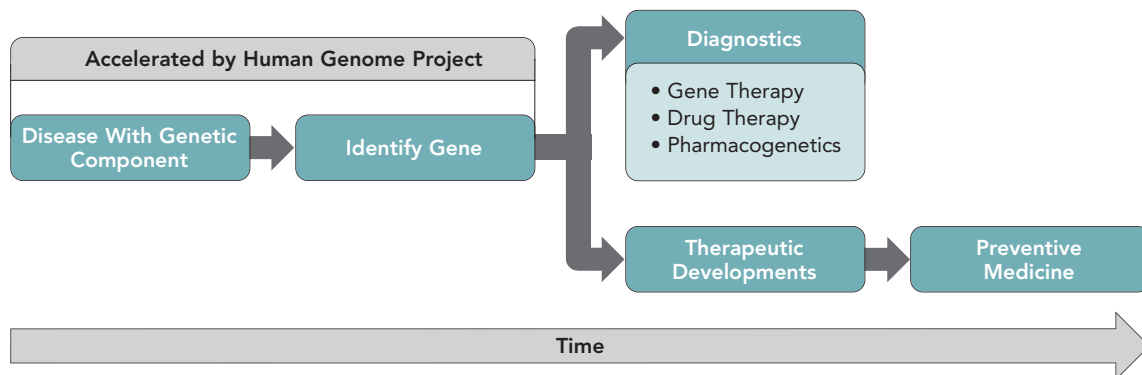 Accelerated by Human Genome Project
Disease With Genetic
Component
Identify Gene
Diagnostics
• Gene Therapy
• Drug Therapy
• Pharmacogenetics
Therapeutic
Developments
Preventive
Medicine
Time